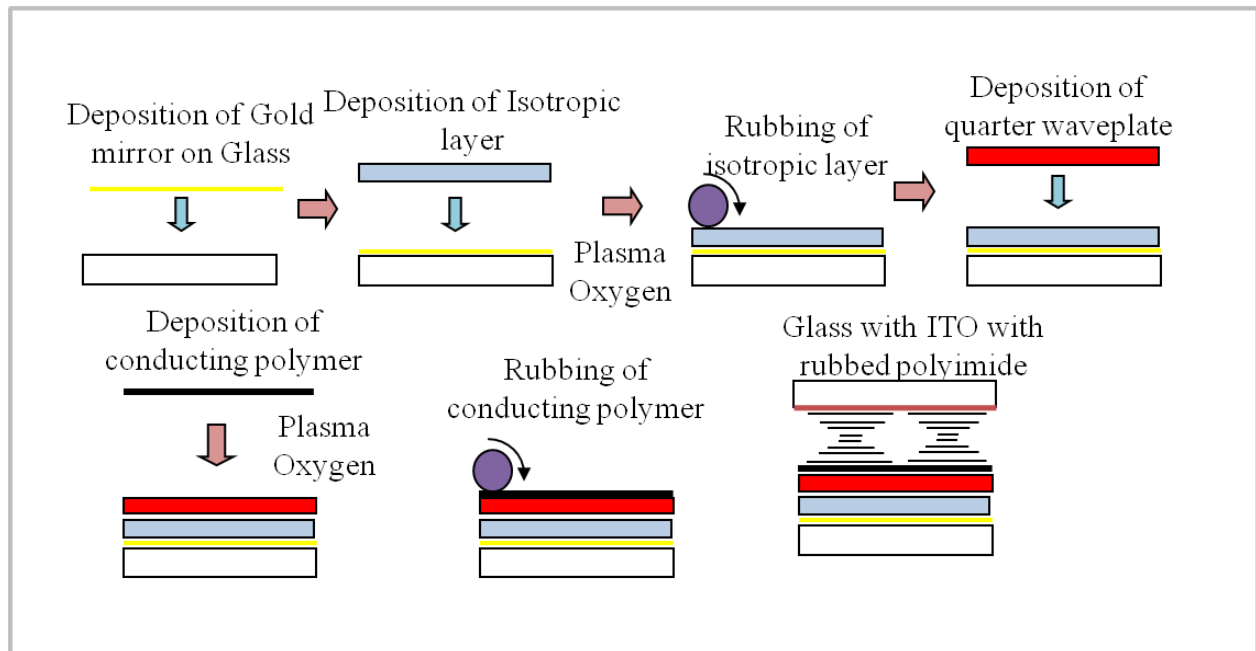 Deposition of Gold
mirror on Glass
Deposition of Isotropic
layer
Plasma
Oxygen
Rubbing of
isotropic layer
Deposition of
quarter waveplate
Deposition of
conducting polymer
Plasma
Oxygen
Rubbing of
conducting polymer
Glass with ITO with
rubbed polyimide